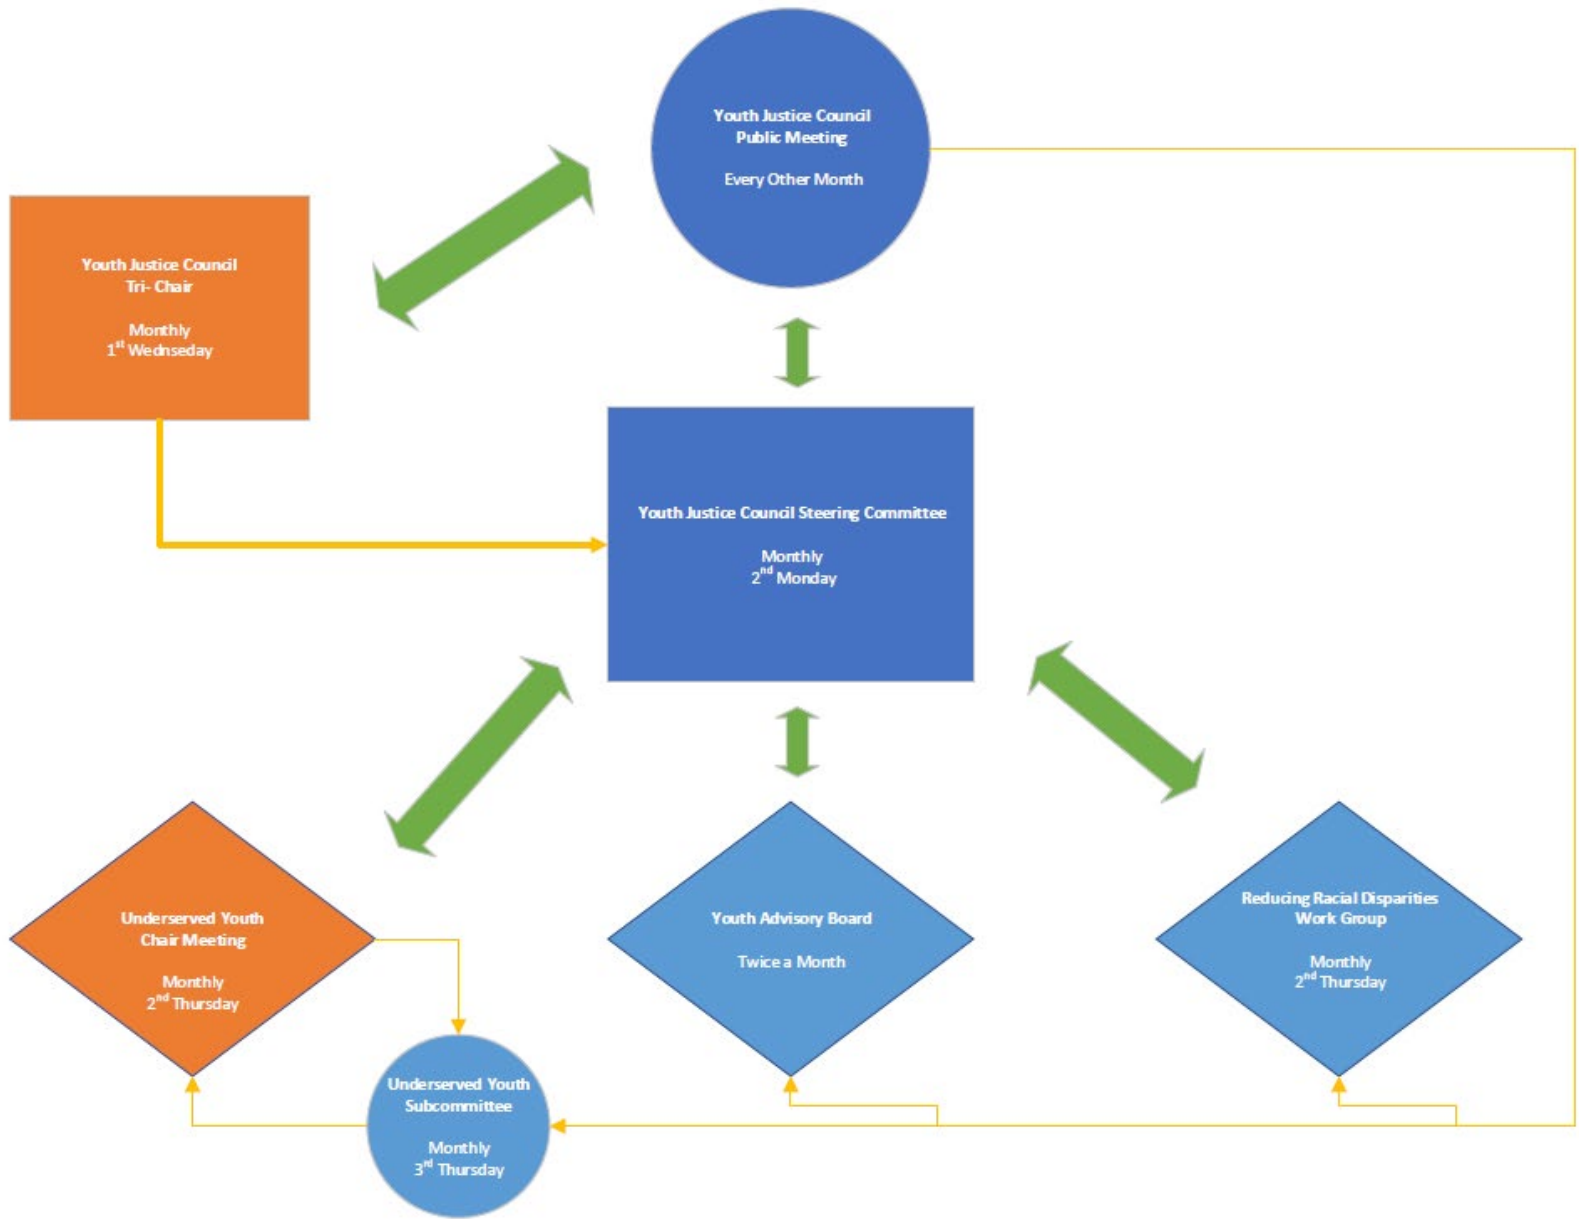 Youth Justice Council
Public Meeting
Every Other Month
Youth Justice Council
Tri- Chair
Monthly
1st Wednseday
Youth Justice Council Steering Committee
Monthly
2nd Monday
Underserved Youth
Chair Meeting
Monthly
2nd Thursday
Youth Advisory Board
Twice a Month
Reducing Racial Disparities
Work Group
Monthly
2nd Thursday
Underserved Youth
Subcommittee
Monthly
3rd Thursday